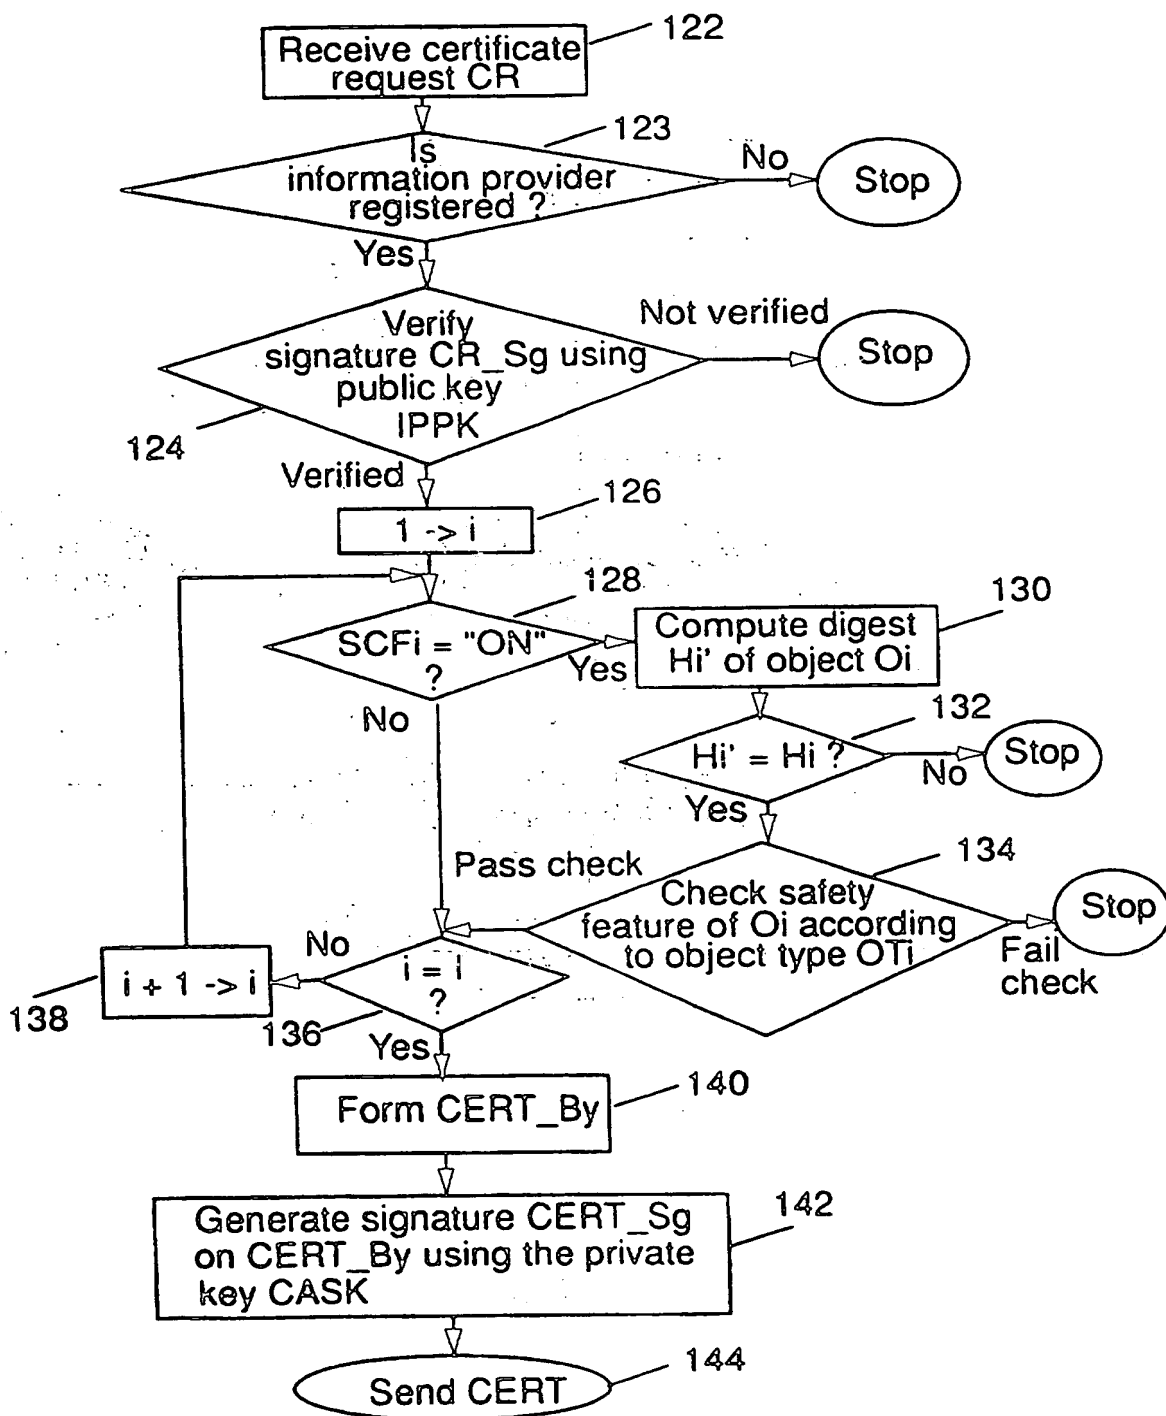 122
Receive certificate
request CR
123
Is
information provider
registered ?
No
Stop
Yes
Verify
signature CR_Sg using
public key
IPPK
Not verified
Stop
124
Verified
126
1 -> i
128
SCFi = "ON"
?
Yes
130
Compute digest
Hi' of object Oi
No
132
Hi' = Hi ?
No
Stop
Yes
134
Pass check
Check safety
feature of Oi according
to object type OTi
Stop
Fail
check
No
i = I
?
i + 1 -> i
138
136
Yes
140
Form CERT_By
142
Generate signature CERT_Sg
on CERT_By using the private
key CASK
144
Send CERT